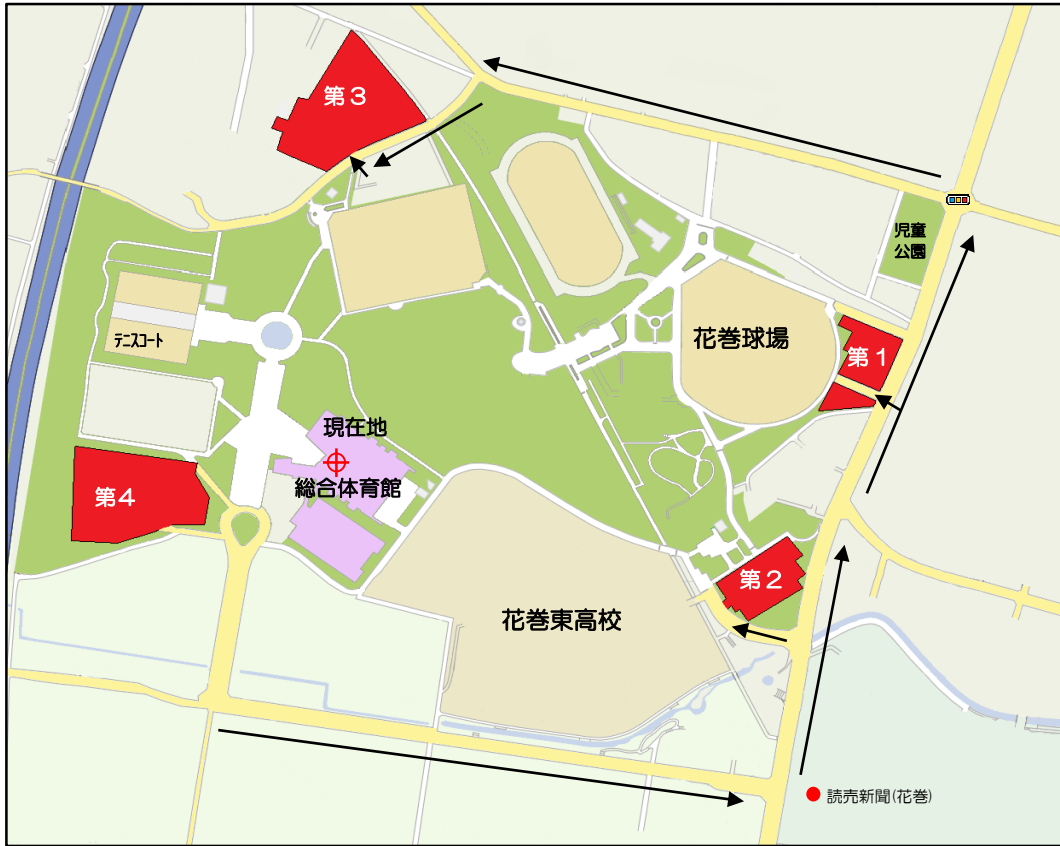 第3
児童
公園
花巻球場
テニスコート
第1
現在地
総合体育館
第4
第2
花巻東高校
読売新聞(花巻)